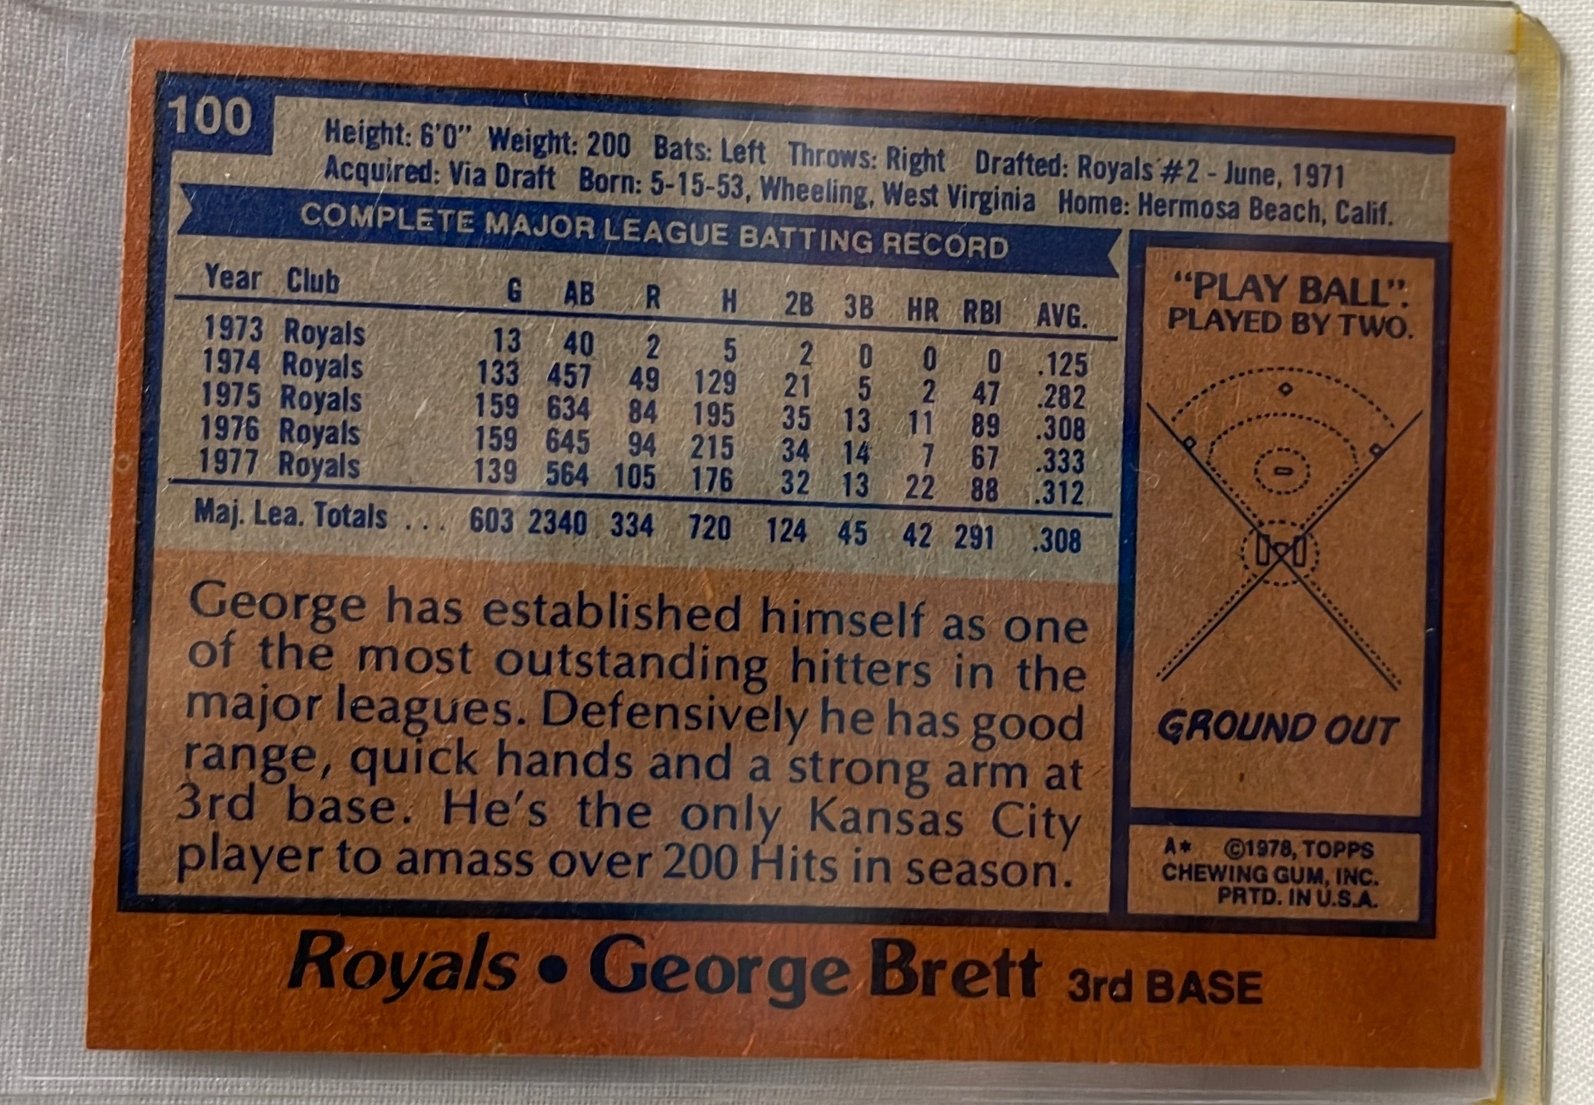 100
Height: 6'0" Weight: 200 Bats: Left Throws: Right Drafted: Royals #2 - June, 1971
Acquired: Via Draft Born: 5-15-53, Wheeling, West Virginia Home: Hermosa Beach, Calif.
COMPLETE MAJOR LEAGUE BATTING RECORD
Year Club G AB R H 2B 3B HR RBI AVG.
1973 Royals 13 40 2 5 2 0 0 0 .125
1974 Royals 133 457 49 129 21 5 2 47 .282
1975 Royals 159 634 84 195 35 13 11 89 .308
1976 Royals 159 645 94 215 34 14 7 67 .333
1977 Royals 139 564 105 176 32 13 22 88 .312
Maj. Lea. Totals ... 603 2340 334 720 124 45 42 291 .308
George has established himself as one
of the most outstanding hitters in the
major leagues. Defensively he has good
range, quick hands and a strong arm at
3rd base. He's the only Kansas City
player to amass over 200 Hits in season.
"PLAY BALL".
PLAYED BY TWO.
GROUND OUT
A* ©1978, TOPPS
CHEWING GUM, INC.
PRTD. IN U.S.A.
Royals • George Brett 3rd BASE